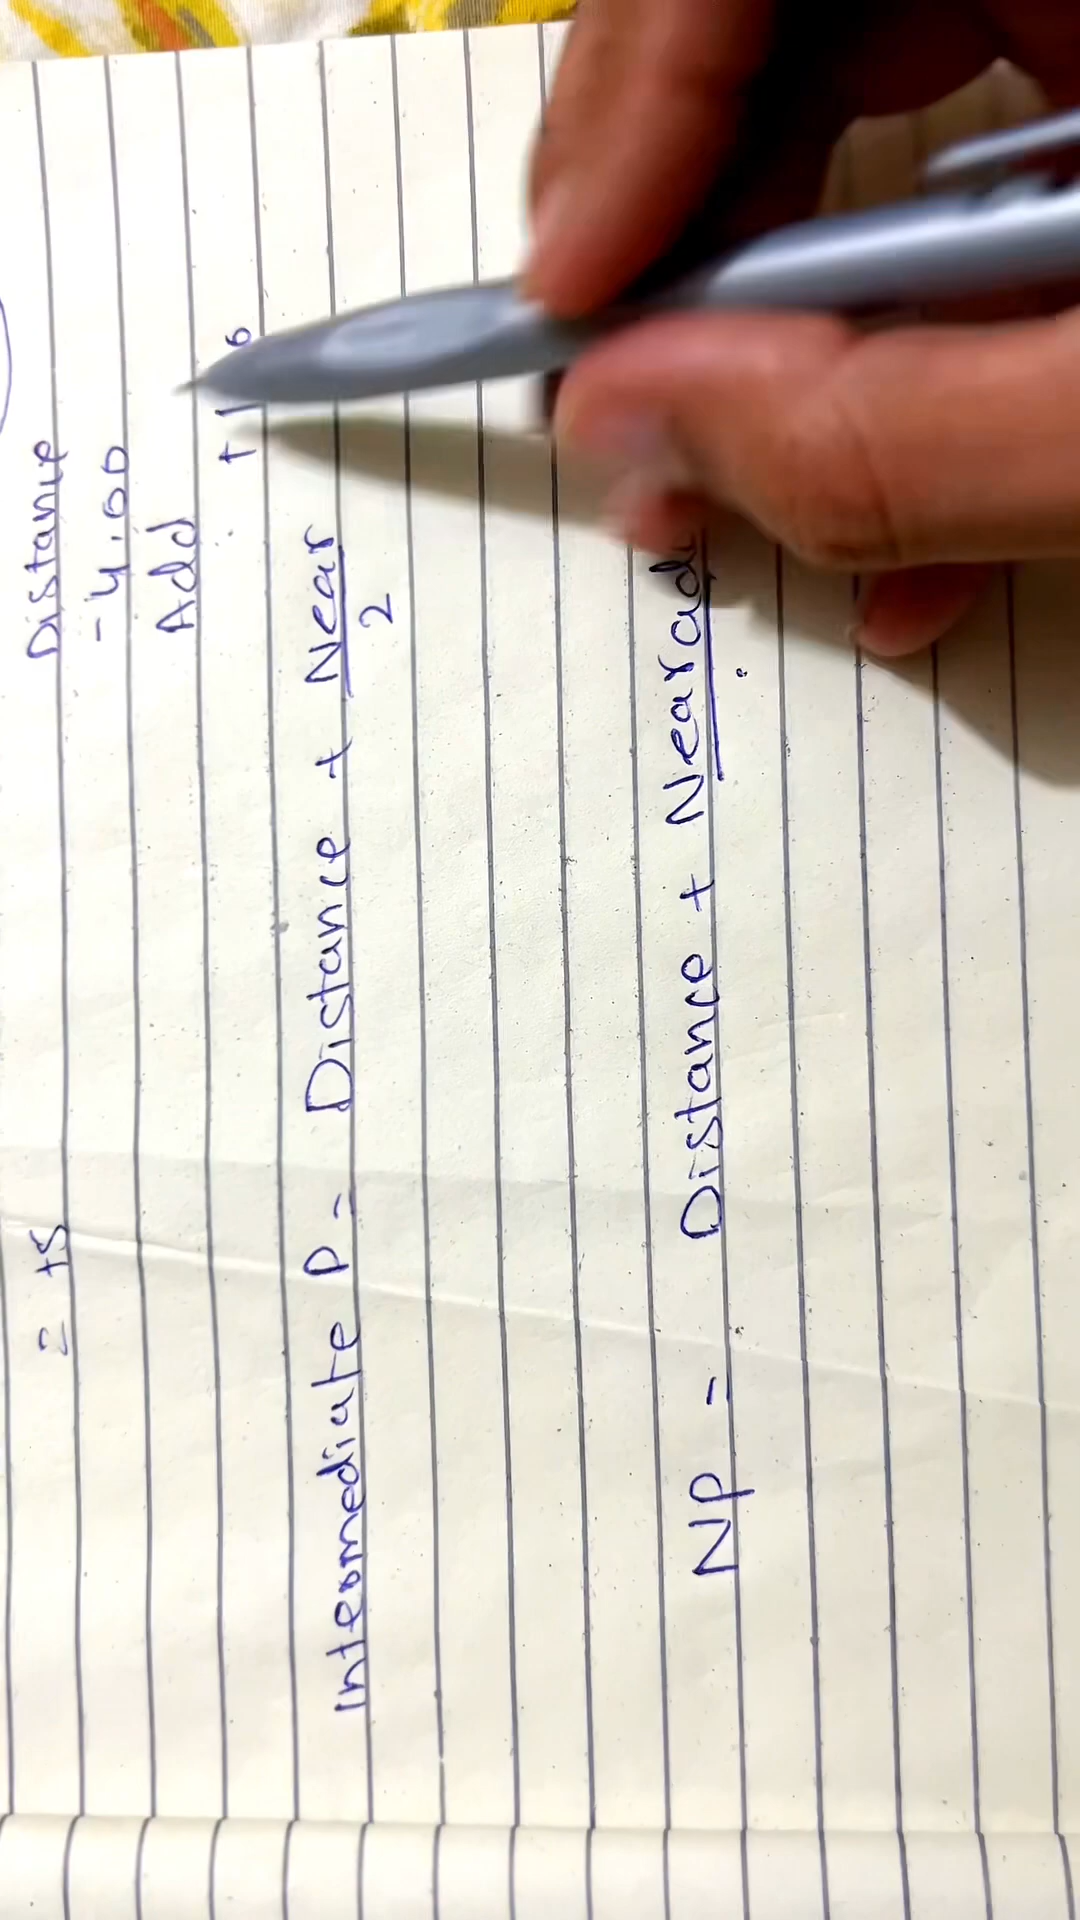 = +5
Distance
-4.00
Add
+1
Intermediate P = Distance + Near
2
NP = Distance + Near add